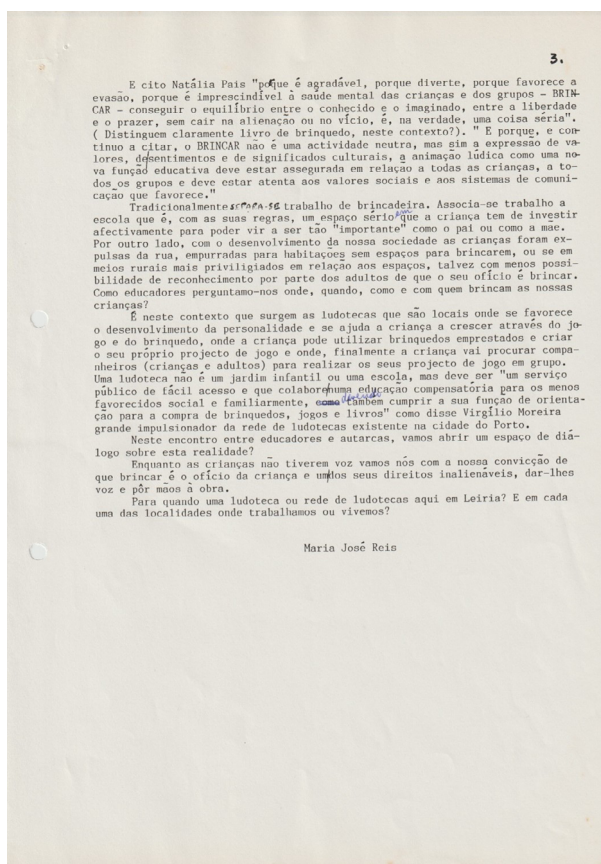 3.
E cito Natália Pais "porque é agradável, porque diverte, porque favorece a
evasão, porque é imprescindível à saúde mental das crianças e dos grupos - BRIN-
CAR - conseguir o equilíbrio entre o conhecido e o imaginado, entre a liberdade
e o prazer, sem cair na alienação ou no vício, é, na verdade, uma coisa séria".
( Distinguem claramente livro de brinquedo, neste contexto?). " E porque, e con-
tinuo a citar, o BRINCAR não é uma actividade neutra, mas sim a expressão de va-
lores, de/sentimentos e de significados culturais, a animação lúdica como uma no-
va função educativa deve estar assegurada em relação a todas as crianças, a to-
dos os grupos e deve estar atenta aos valores sociais e aos sistemas de comuni-
cação que favorece."
Tradicionalmente SEPARA-SE trabalho de brincadeira. Associa-se trabalho a
escola que é, com as suas regras, um espaço sério em que a criança tem de investir
afectivamente para poder vir a ser tão "importante" como o pai ou como a mãe.
Por outro lado, com o desenvolvimento da nossa sociedade as crianças foram ex-
pulsas da rua, empurradas para habitações sem espaços para brincarem, ou se em
meios rurais mais priviligiados em relação aos espaços, talvez com menos possi-
bilidade de reconhecimento por parte dos adultos de que o seu ofício é brincar.
Como educadores perguntamo-nos onde, quando, como e com quem brincam as nossas
crianças?
É neste contexto que surgem as ludotecas que são locais onde se favorece
o desenvolvimento da personalidade e se ajuda a criança a crescer através do jo-
go e do brinquedo, onde a criança pode utilizar brinquedos emprestados e criar
o seu próprio projecto de jogo e onde, finalmente a criança vai procurar compa-
nheiros (crianças e adultos) para realizar os seus projecto de jogo em grupo.
Uma ludoteca não é um jardim infantil ou uma escola, mas deve ser "um serviço
público de fácil acesso e que colabore/numa educação compensatória para os menos
favorecidos social e familiarmente, devendo também cumprir a sua função de orienta-
ção para a compra de brinquedos, jogos e livros" como disse Virgílio Moreira
grande impulsionador da rede de ludotecas existente na cidade do Porto.
Neste encontro entre educadores e autarcas, vamos abrir um espaço de diá-
logo sobre esta realidade?
Enquanto as crianças não tiverem voz vamos nós com a nossa convicção de
que brincar é o ofício da criança e um/dos seus direitos inalienáveis, dar-lhes
voz e pôr mãos à obra.
Para quando uma ludoteca ou rede de ludotecas aqui em Leiria? E em cada
uma das localidades onde trabalhamos ou vivemos?
Maria José Reis